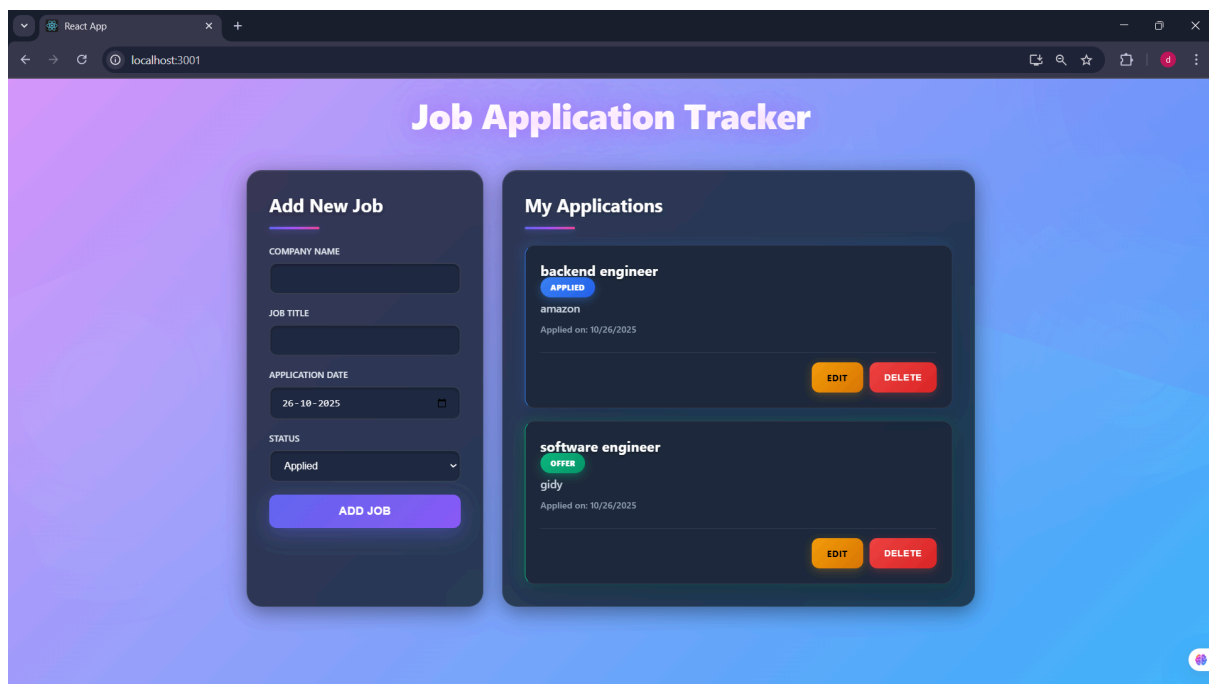 React App
localhost:3001
d
Job Application Tracker
Add New Job
COMPANY NAME
JOB TITLE
APPLICATION DATE
26-10-2025
STATUS
Applied
ADD JOB
My Applications
backend engineer
APPLIED
amazon
Applied on: 10/26/2025
EDIT DELETE
software engineer
OFFER
gidy
Applied on: 10/26/2025
EDIT DELETE